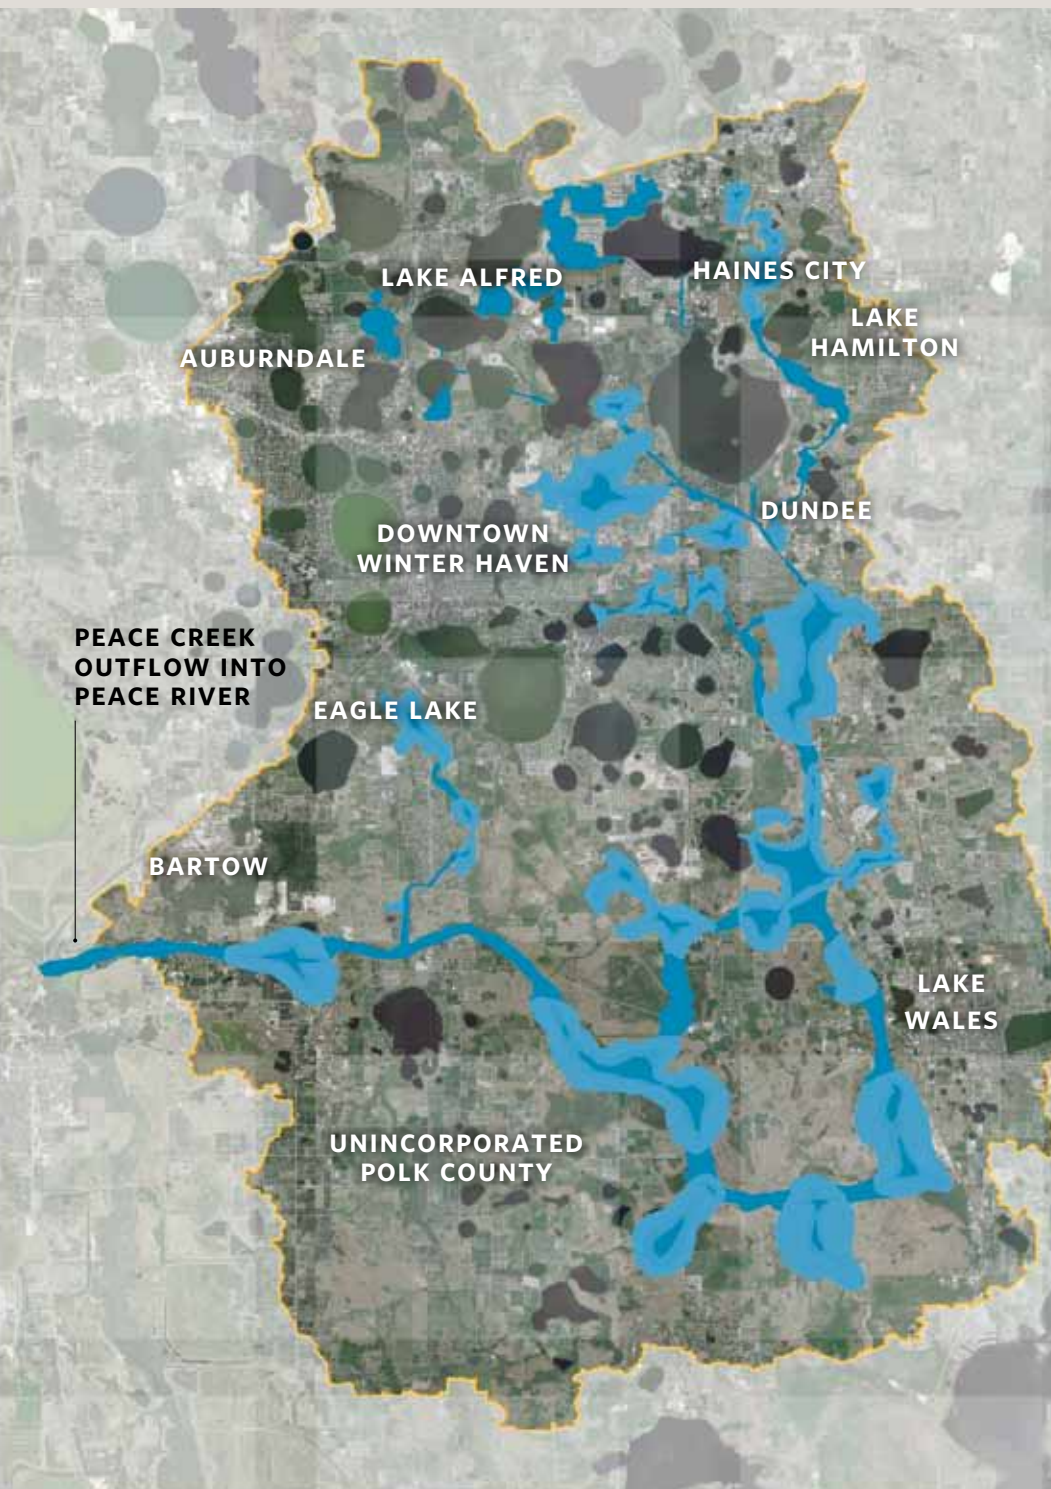 LAKE ALFRED
HAINES CITY
LAKE
HAMILTON
AUBURNDALE
DUNDEE
DOWNTOWN
WINTER HAVEN
PEACE CREEK
OUTFLOW INTO
PEACE RIVER
EAGLE LAKE
BARTOW
LAKE
WALES
UNINCORPORATED
POLK COUNTY